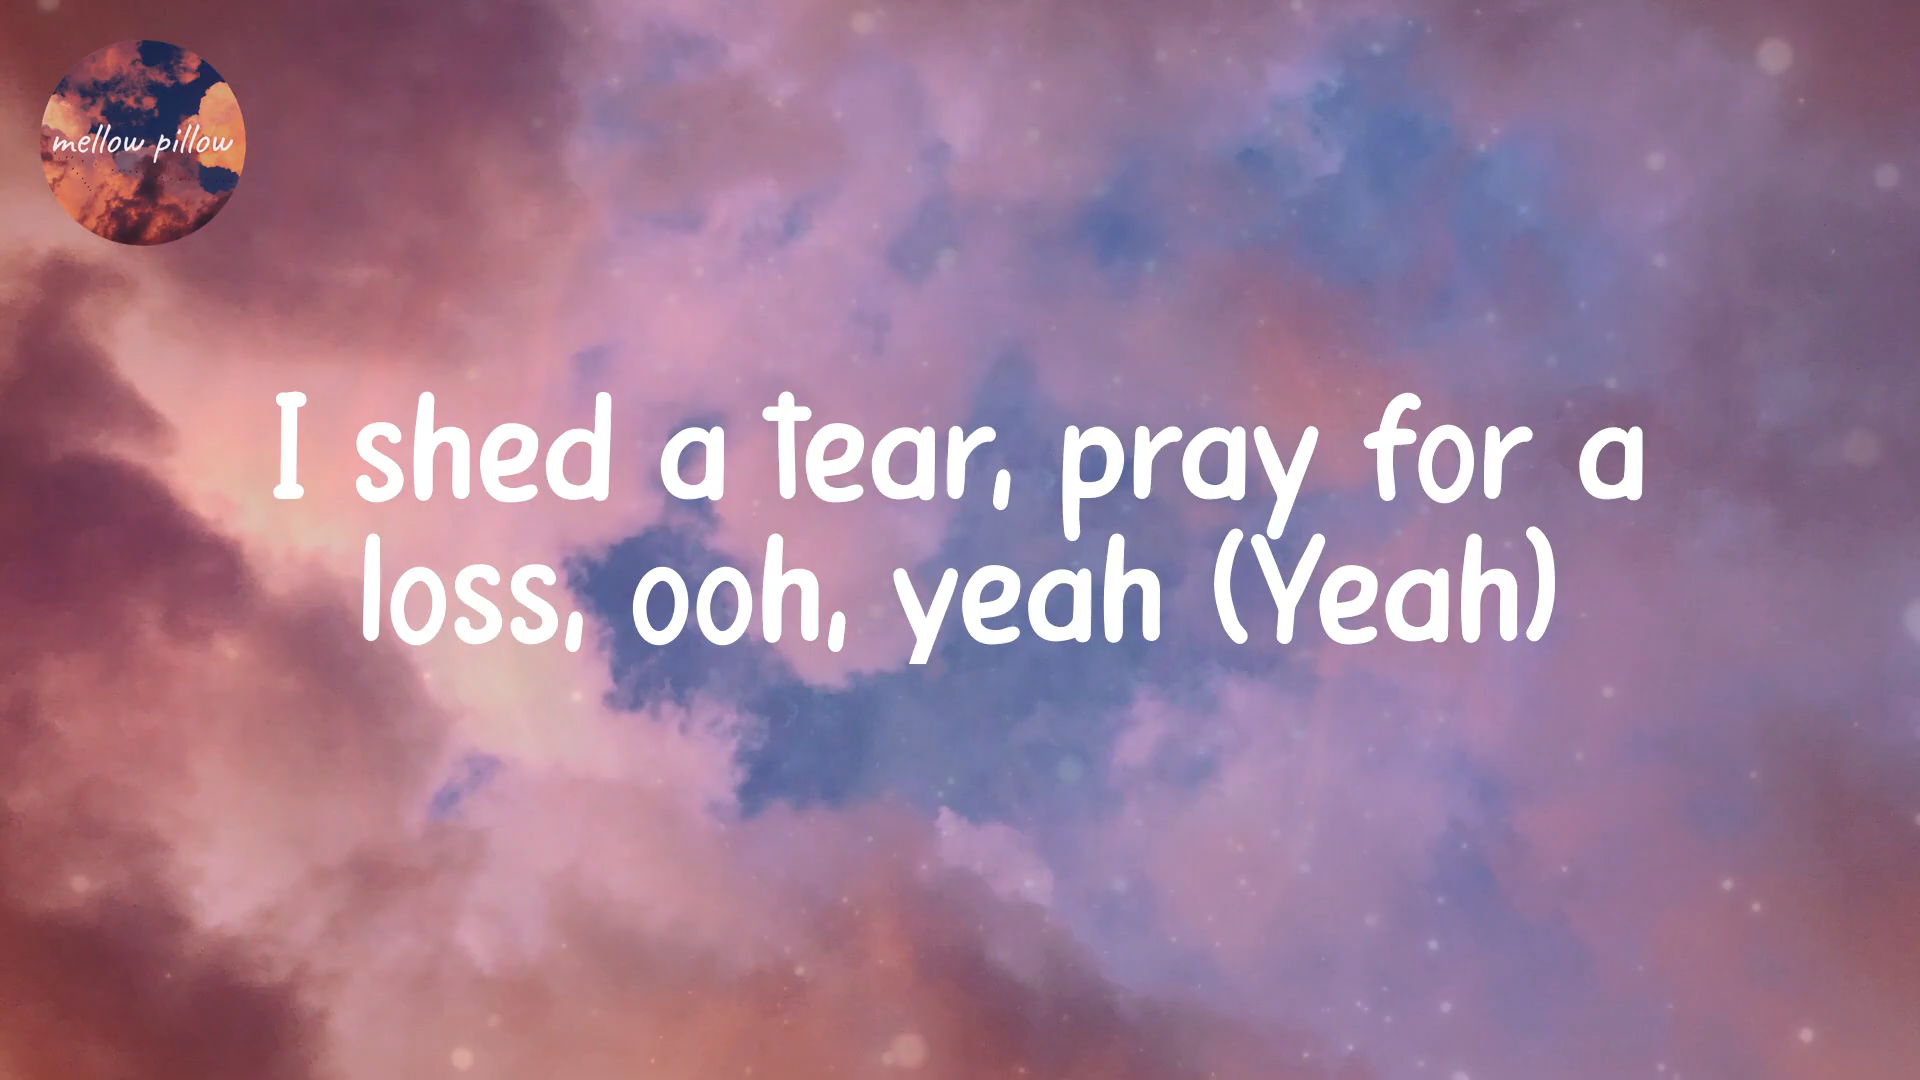 mellow pillow
I shed a tear, pray for a
loss, ooh, yeah (Yeah)